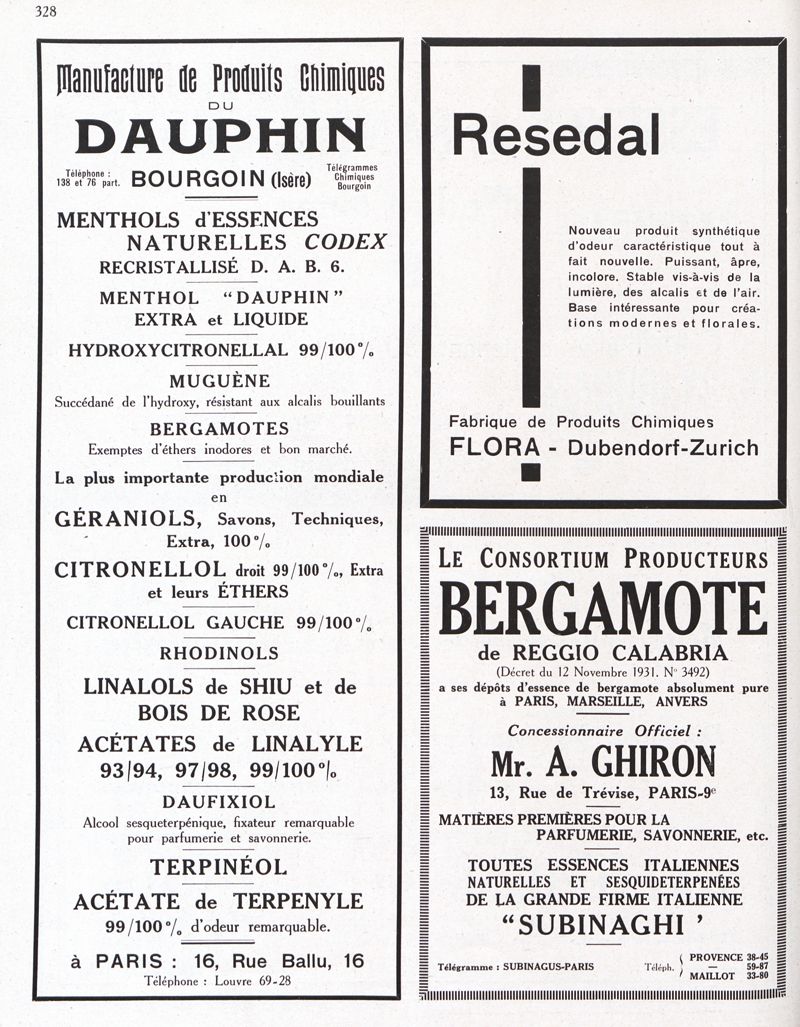 328
Manufacture de Produits Chimiques
DU
DAUPHIN
Téléphone :
138 et 76 part.
BOURGOIN (Isère)
Télégrammes
Chimiques
Bourgoin
MENTHOLS d'ESSENCES
NATURELLES CODEX
RECRISTALLISÉ D. A. B. 6.
MENTHOL "DAUPHIN"
EXTRA et LIQUIDE
HYDROXYCITRONELLAL 99/100%
MUGUÈNE
Succédané de l'hydroxy, résistant aux alcalis bouillants
BERGAMOTES
Exemptes d'éthers inodores et bon marché.
La plus importante production mondiale
en
GÉRANIOLS, Savons, Techniques,
Extra, 100%
CITRONELLOL droit 99/100%, Extra
et leurs ÉTHERS
CITRONELLOL GAUCHE 99/100%
RHODINOLS
LINALOLS de SHIU et de
BOIS DE ROSE
ACÉTATES de LINALYLE
93/94, 97/98, 99/100%
DAUFIXIOL
Alcool sesqueterpénique, fixateur remarquable
pour parfumerie et savonnerie.
TERPINÉOL
ACÉTATE de TERPENYLE
99/100% d'odeur remarquable.
à PARIS : 16, Rue Ballu, 16
Téléphone : Louvre 69-28
Resedal
Nouveau produit synthétique
d'odeur caractéristique tout à
fait nouvelle. Puissant, âpre,
incolore. Stable vis-à-vis de la
lumière, des alcalis et de l'air.
Base intéressante pour créa-
tions modernes et florales.
Fabrique de Produits Chimiques
FLORA - Dubendorf-Zurich
LE CONSORTIUM PRODUCTEURS
BERGAMOTE
de REGGIO CALABRIA
(Décret du 12 Novembre 1931. N° 3492)
a ses dépôts d'essence de bergamote absolument pure
à PARIS, MARSEILLE, ANVERS
Concessionnaire Officiel :
Mr. A. GHIRON
13, Rue de Trévise, PARIS-9e
MATIÈRES PREMIÈRES POUR LA
PARFUMERIE, SAVONNERIE, etc.
TOUTES ESSENCES ITALIENNES
NATURELLES ET SESQUIDETERPENÉES
DE LA GRANDE FIRME ITALIENNE
"SUBINAGHI '
Télégramme : SUBINAGUS-PARIS
Téléph.
PROVENCE 38-45
— 59-87
MAILLOT 33-80